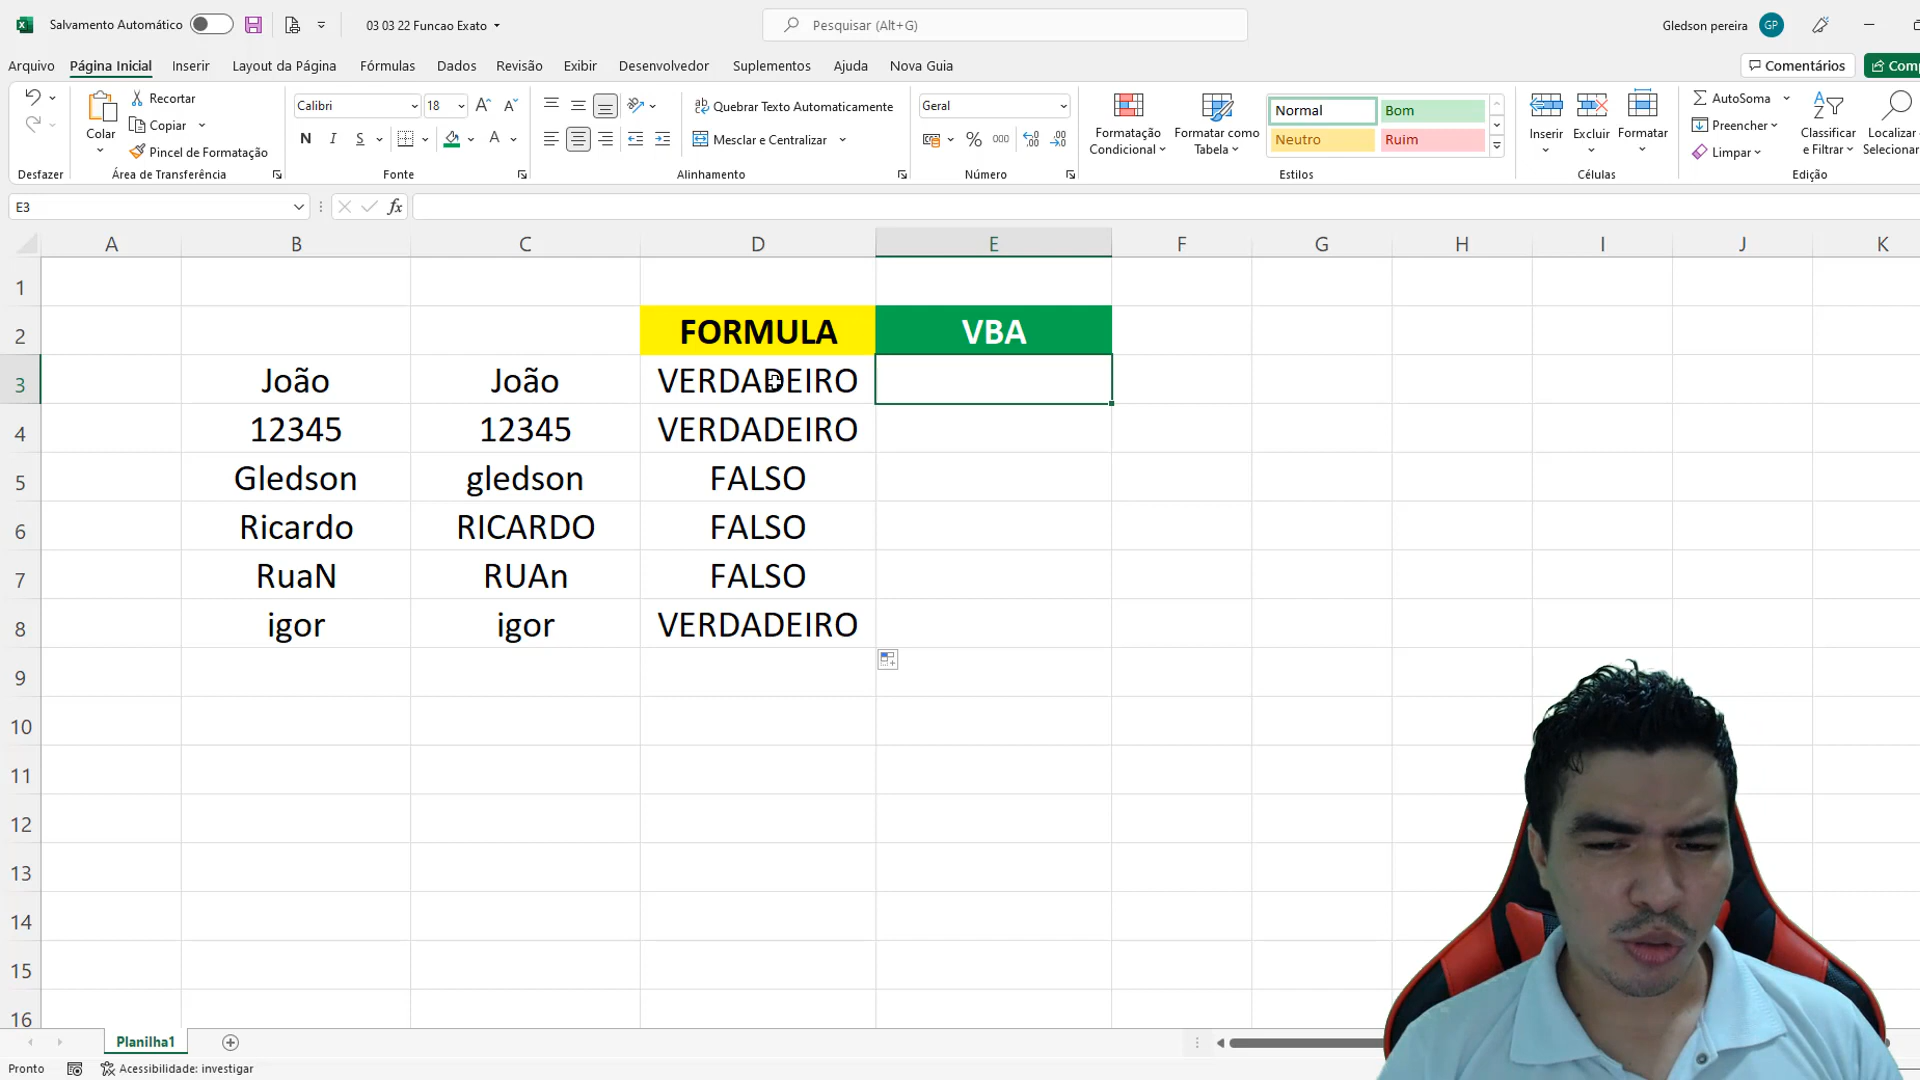 Salvamento Automático
03 03 22 Funcao Exato
Pesquisar (Alt+G)
Gledson pereira
GP
Arquivo
Página Inicial
Inserir
Layout da Página
Fórmulas
Dados
Revisão
Exibir
Desenvolvedor
Suplementos
Ajuda
Nova Guia
Comentários
Comp
Colar
Recortar
Copiar
Pincel de Formatação
Calibri
18
N I S
Quebrar Texto Automaticamente
Mesclar e Centralizar
Geral
% 000
Formatação Condicional
Formatar como Tabela
Normal
Bom
Neutro
Ruim
Inserir
Excluir
Formatar
AutoSoma
Preencher
Limpar
Classificar e Filtrar
Localizar Selecionar
Desfazer
Área de Transferência
Fonte
Alinhamento
Número
Estilos
Células
Edição
E3
fx
A B C D E F G H I J K
1
2 FORMULA VBA
3 João João VERDADEIRO
4 12345 12345 VERDADEIRO
5 Gledson gledson FALSO
6 Ricardo RICARDO FALSO
7 RuaN RUAn FALSO
8 igor igor VERDADEIRO
9
10
11
12
13
14
15
16
Planilha1
Pronto
Acessibilidade: investigar